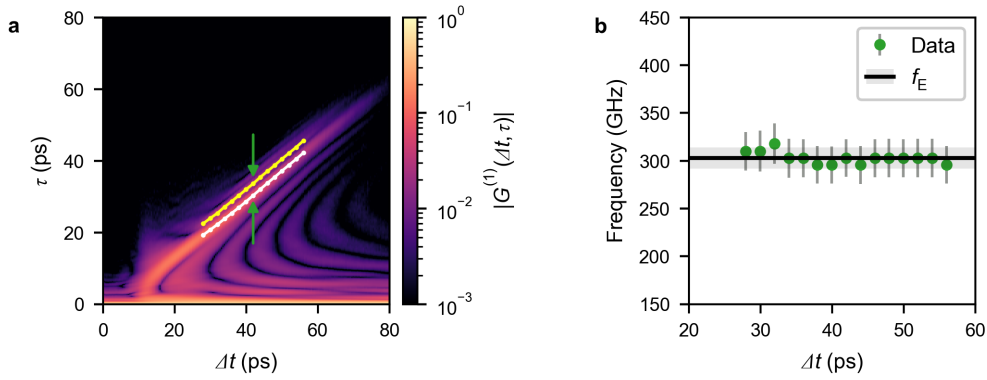 a
80
60
40
20
0
τ (ps)
0 20 40 60 80
Δt (ps)
10⁰
10⁻¹
10⁻²
10⁻³
|G⁽¹⁾(Δt, τ)|
b
450
400
350
300
250
200
150
Frequency (GHz)
20 30 40 50 60
Δt (ps)
Data
f_E